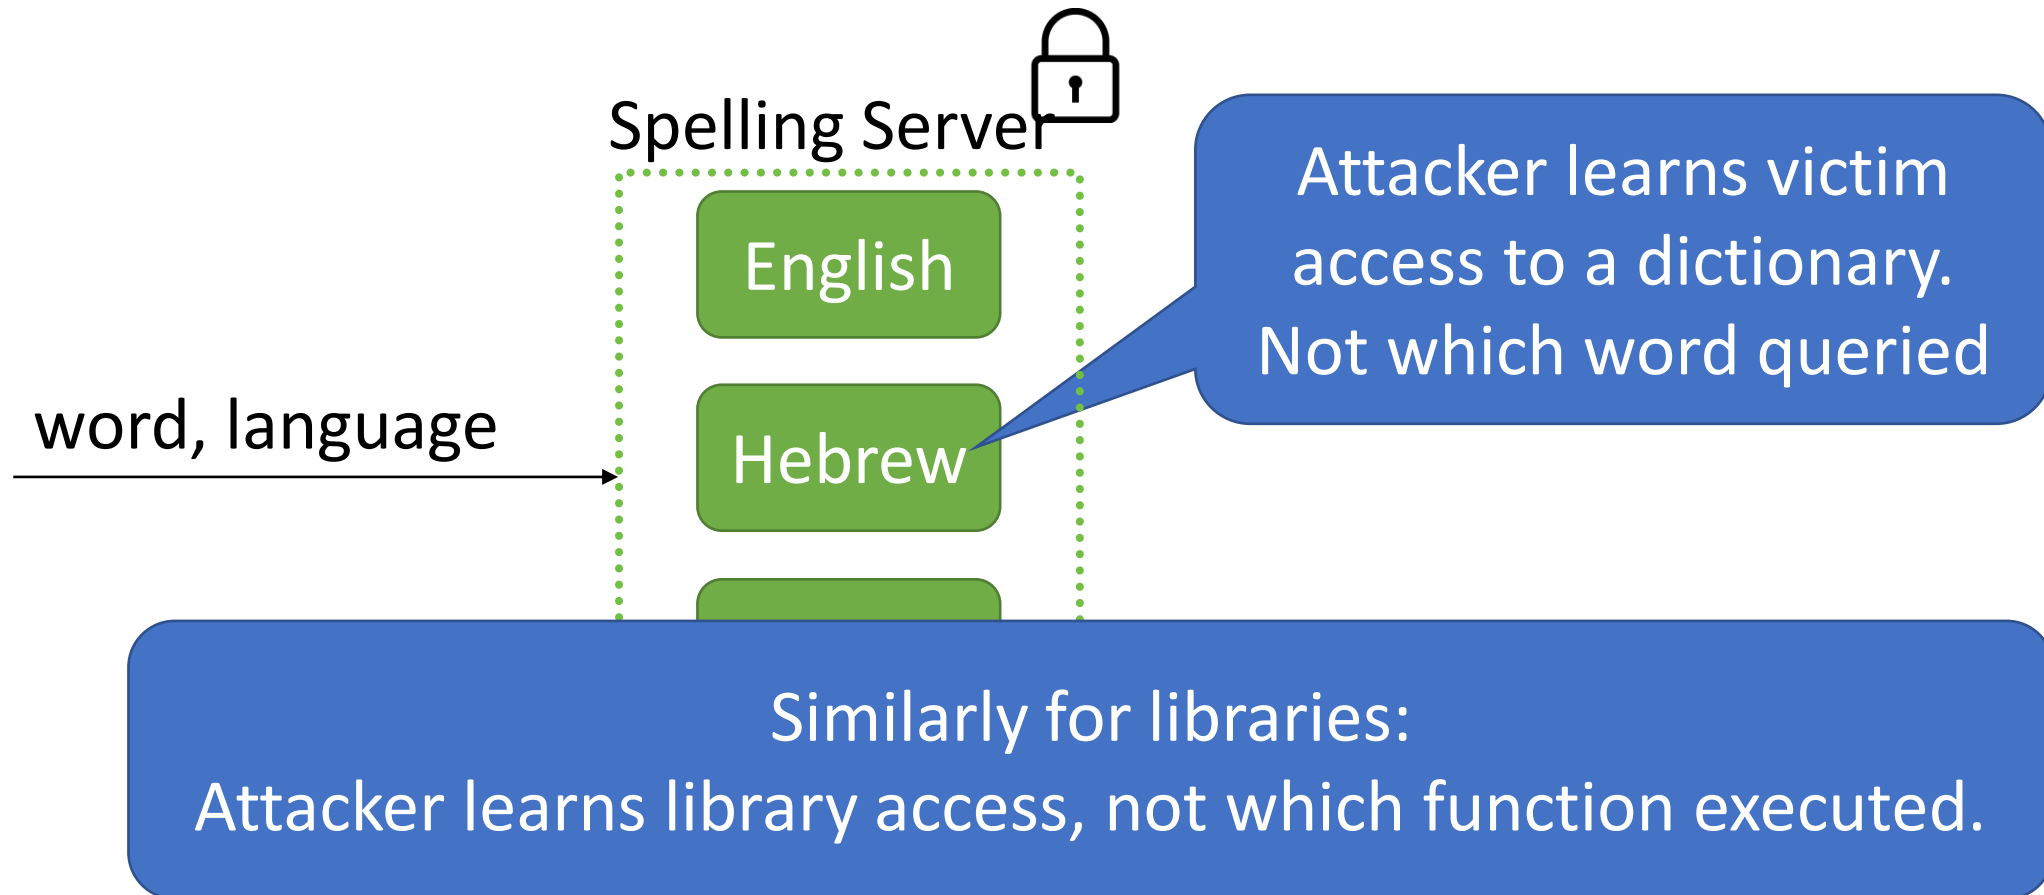 Spelling Server
English
Attacker learns victim
access to a dictionary.
Not which word queried
word, language
Hebrew
Similarly for libraries:
Attacker learns library access, not which function executed.